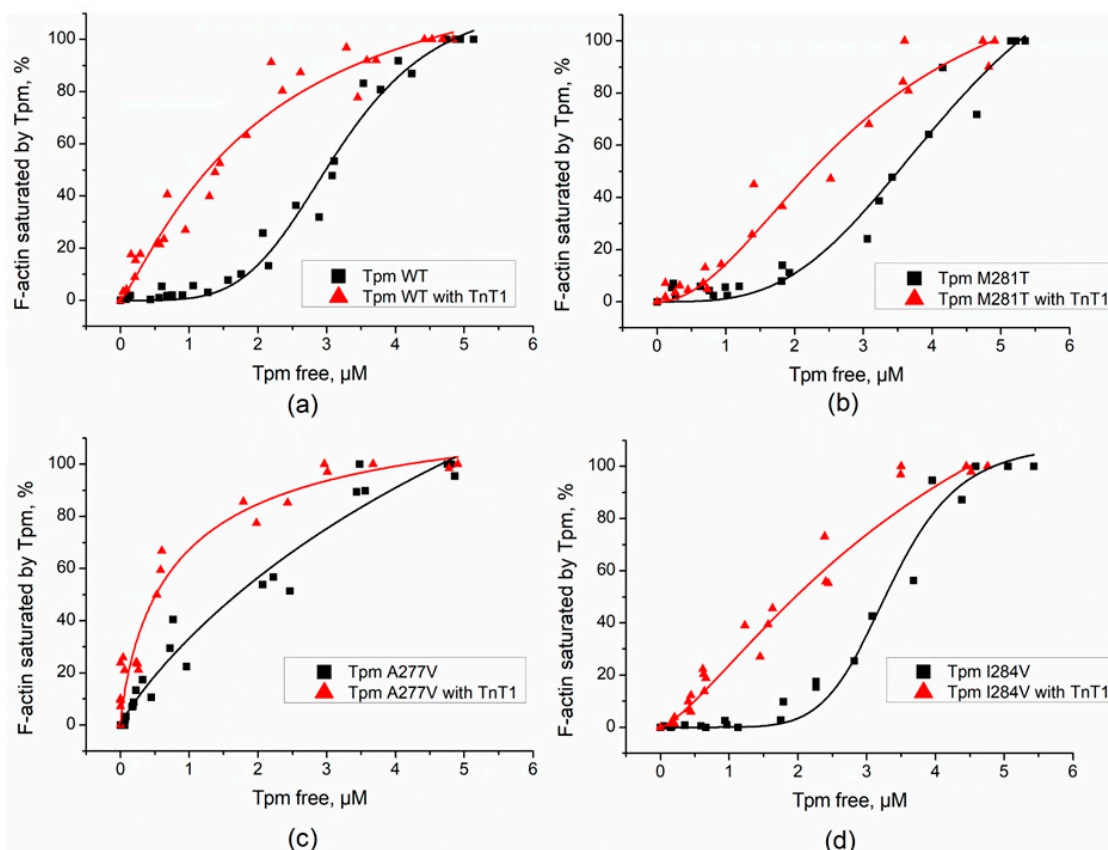 F-actin saturated by Tpm, %
100
80
60
40
20
0
Tpm WT
Tpm WT with TnT1
0 1 2 3 4 5 6
Tpm free, µM
(a)
F-actin saturated by Tpm, %
100
80
60
40
20
0
Tpm M281T
Tpm M281T with TnT1
0 1 2 3 4 5 6
Tpm free, µM
(b)
F-actin saturated by Tpm, %
100
80
60
40
20
0
Tpm A277V
Tpm A277V with TnT1
0 1 2 3 4 5 6
Tpm free, µM
(c)
F-actin saturated by Tpm, %
100
80
60
40
20
0
Tpm I284V
Tpm I284V with TnT1
0 1 2 3 4 5 6
Tpm free, µM
(d)